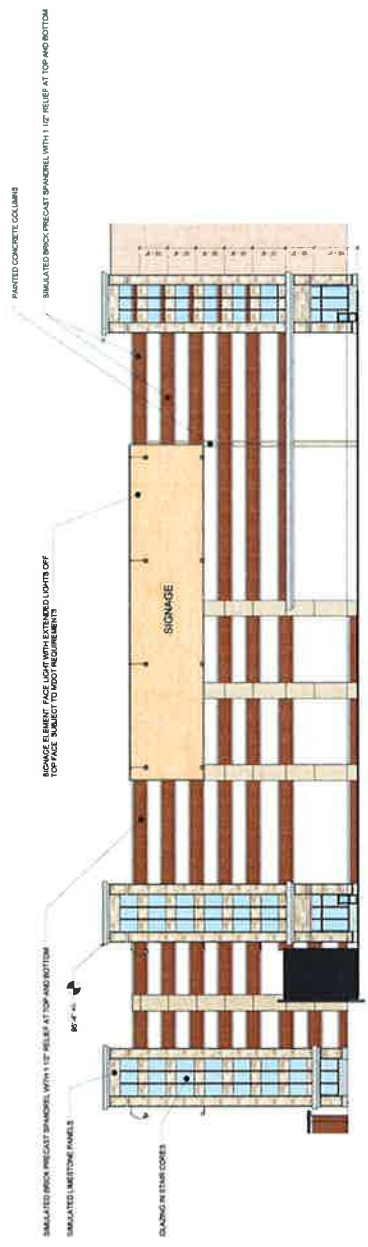 SIMULATED BRICK PRECAST SPANDREL WITH 1 1/2" RELIEF AT TOP AND BOTTOM
SIMULATED LIMESTONE PANELS
GLAZING IN STAIR CORES
SIGNAGE ELEMENT. FACE LIGHT WITH EXTENDED LIGHTS OFF
TOP FACE. SUBJECT TO MDOT REQUIREMENTS
SIGNAGE
PAINTED CONCRETE COLUMNS
SIMULATED BRICK PRECAST SPANDREL WITH 1 1/2" RELIEF AT TOP AND BOTTOM